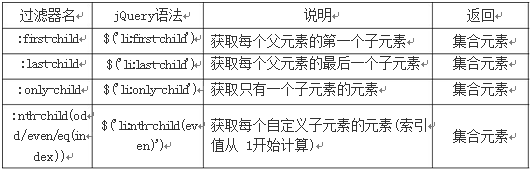 过滤器名 jQuery语法 说明 返回
:first-child $('li:first-child') 获取每个父元素的第一个子元素 集合元素
:last-child $('li:last-child') 获取每个父元素的最后一个子元素 集合元素
:only-child $('li:only-child') 获取只有一个子元素的元素 集合元素
:nth-child(od
d/even/eq(in
dex))
$('li:nth-child(ev
en)')
获取每个自定义子元素的元素(索引
值从 1开始计算)
集合元素